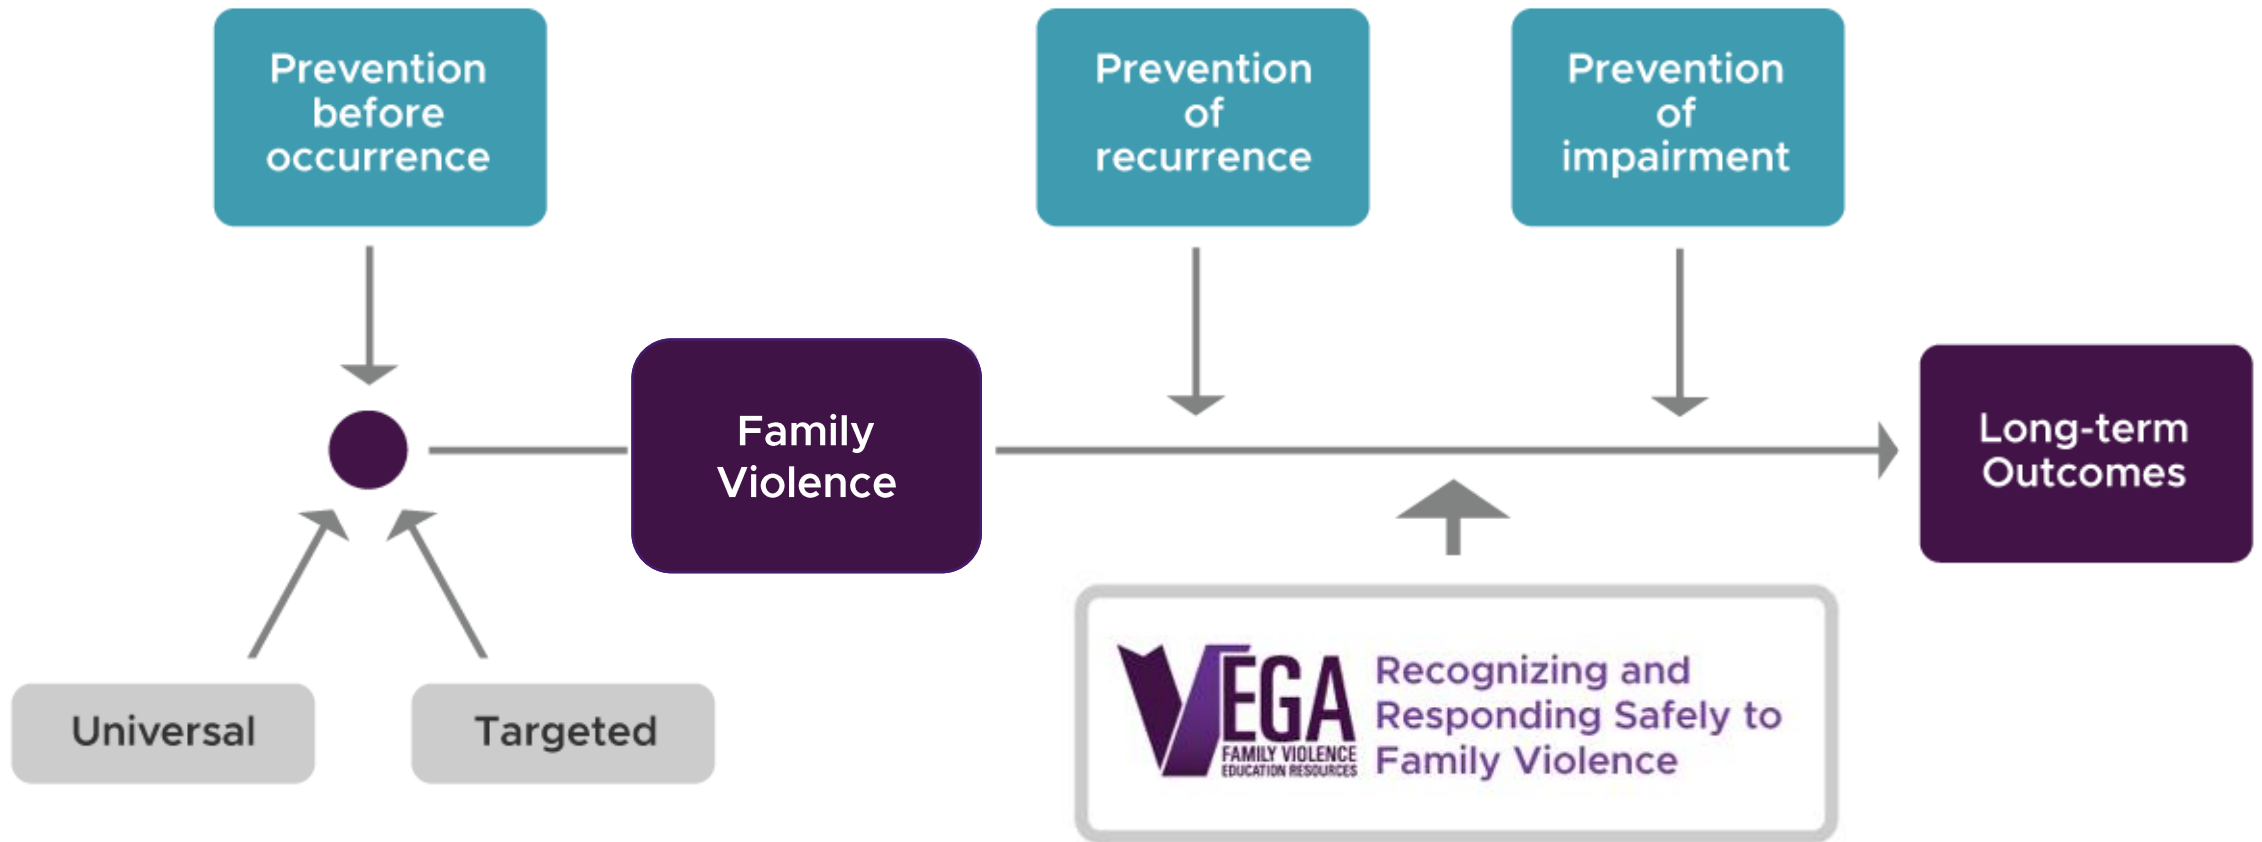 Prevention
before
occurrence
Prevention
of
recurrence
Prevention
of
impairment
Family
Violence
Long-term
Outcomes
Universal
Targeted
VEGA
FAMILY VIOLENCE
EDUCATION RESOURCES
Recognizing and
Responding Safely to
Family Violence